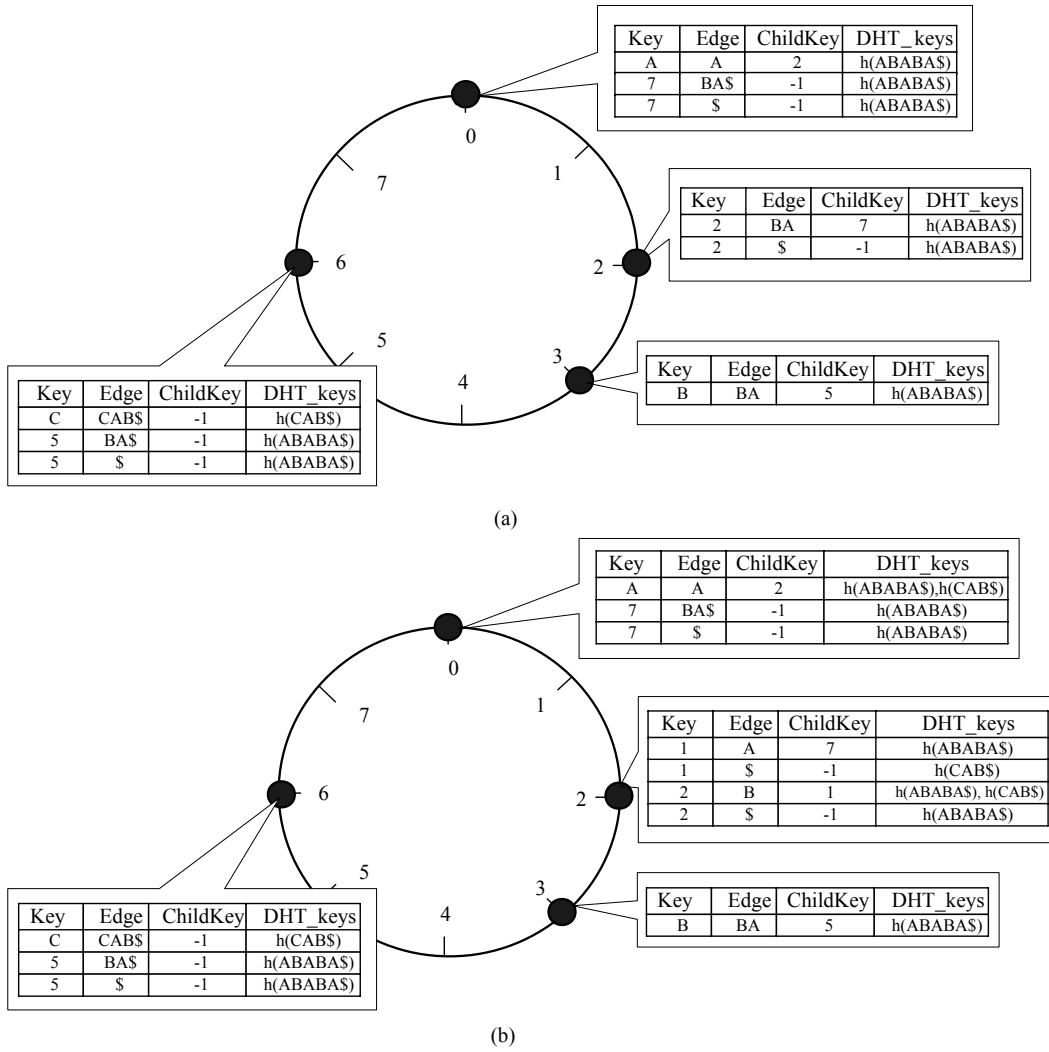 Key Edge ChildKey DHT_keys
A A 2 h(ABABA$)
7 BA$ -1 h(ABABA$)
7 $ -1 h(ABABA$)
0
1
7
Key Edge ChildKey DHT_keys
2 BA 7 h(ABABA$)
2 $ -1 h(ABABA$)
6
2
5
3
4
Key Edge ChildKey DHT_keys
B BA 5 h(ABABA$)
Key Edge ChildKey DHT_keys
C CAB$ -1 h(CAB$)
5 BA$ -1 h(ABABA$)
5 $ -1 h(ABABA$)
(a)
Key Edge ChildKey DHT_keys
A A 2 h(ABABA$),h(CAB$)
7 BA$ -1 h(ABABA$)
7 $ -1 h(ABABA$)
0
1
7
Key Edge ChildKey DHT_keys
1 A 7 h(ABABA$)
1 $ -1 h(CAB$)
2 B 1 h(ABABA$), h(CAB$)
2 $ -1 h(ABABA$)
6
2
5
3
4
Key Edge ChildKey DHT_keys
B BA 5 h(ABABA$)
Key Edge ChildKey DHT_keys
C CAB$ -1 h(CAB$)
5 BA$ -1 h(ABABA$)
5 $ -1 h(ABABA$)
(b)